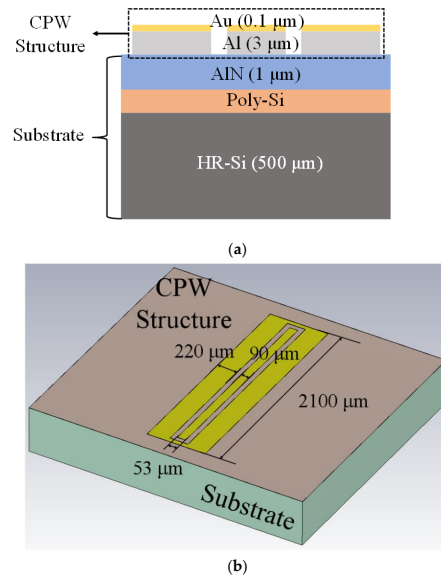 CPW
Structure
Au (0.1 μm)
Al (3 μm)
AlN (1 μm)
Poly-Si
Substrate
HR-Si (500 μm)
(a)
CPW
Structure
220 μm
90 μm
2100 μm
53 μm
Substrate
(b)